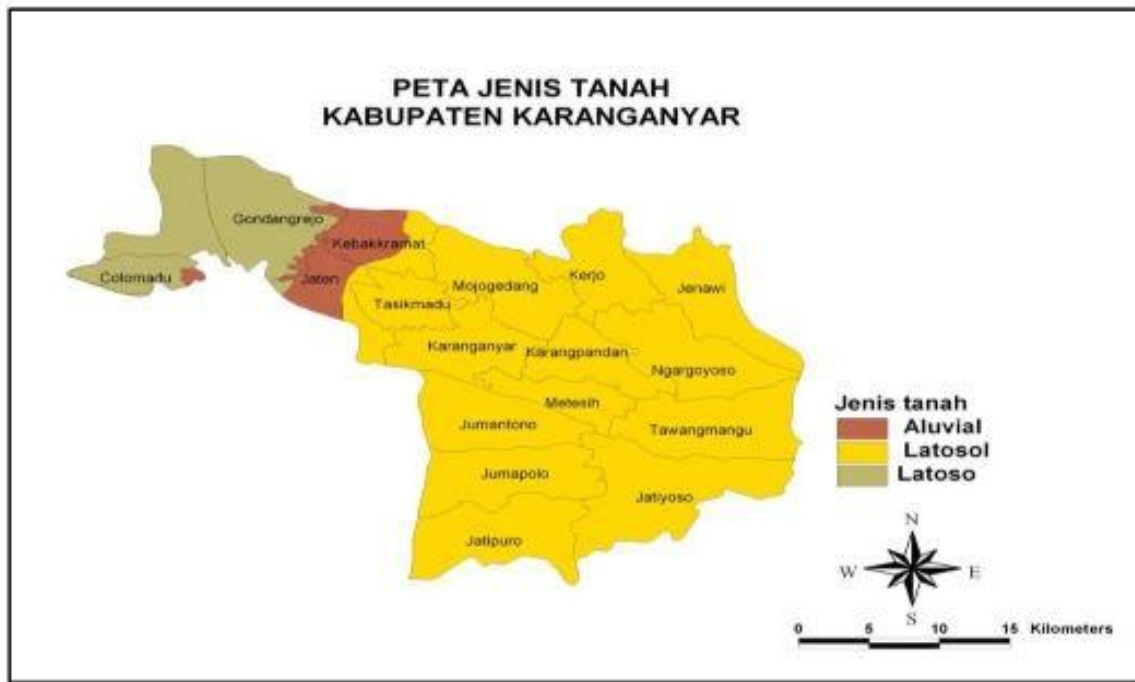 PETA JENIS TANAH
KABUPATEN KARANGANYAR
Gondangrejo
Kebakkramat
Colomadu
Jaten
Kerjo
Mojogedang
Jenawi
Tasikmadu
Karanganyar
Karangpandan
Ngargoyoso
Metesih
Jumantono
Tawangmangu
Jumapolo
Jatiyoso
Jatipuro
Jenis tanah
Aluvial
Latosol
Latoso
N
W E
S
0 5 10 15 Kilometers